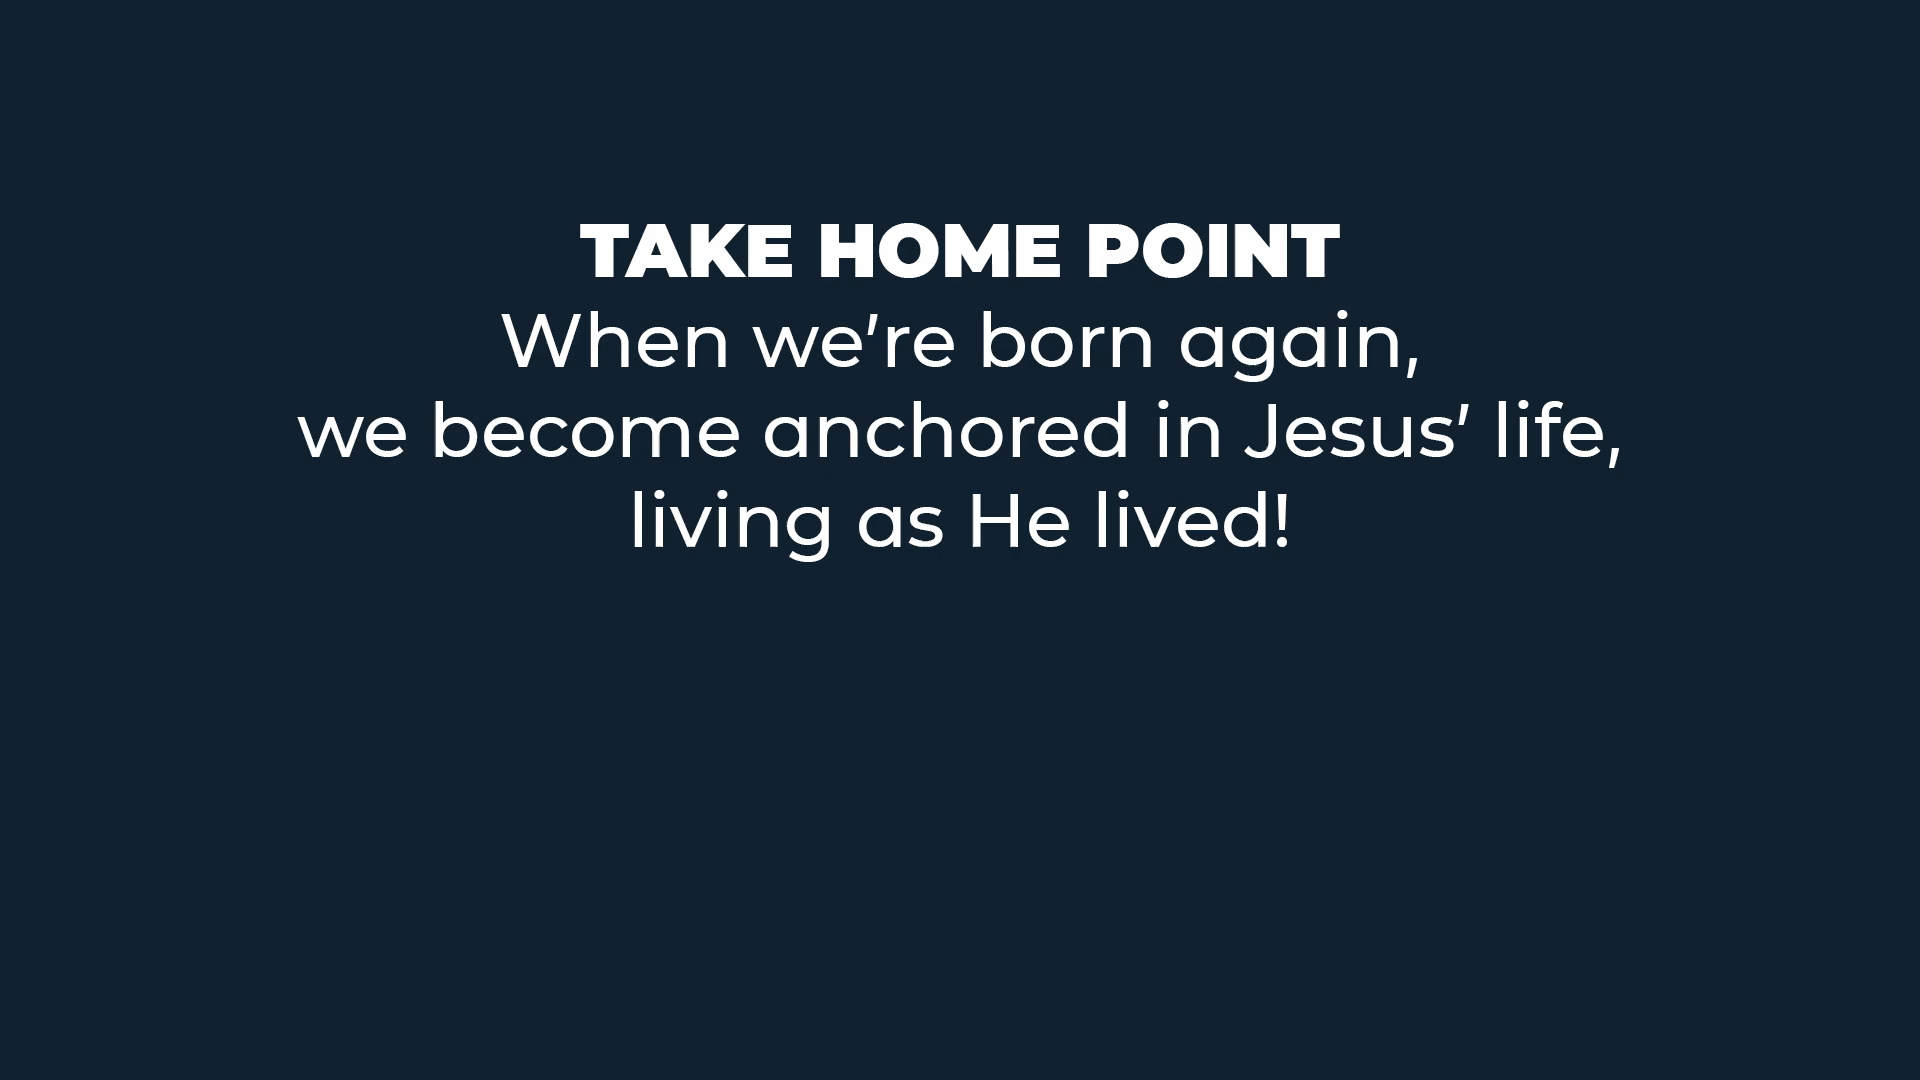 TAKE HOME POINT
When we’re born again,
we become anchored in Jesus’ life,
living as He lived!